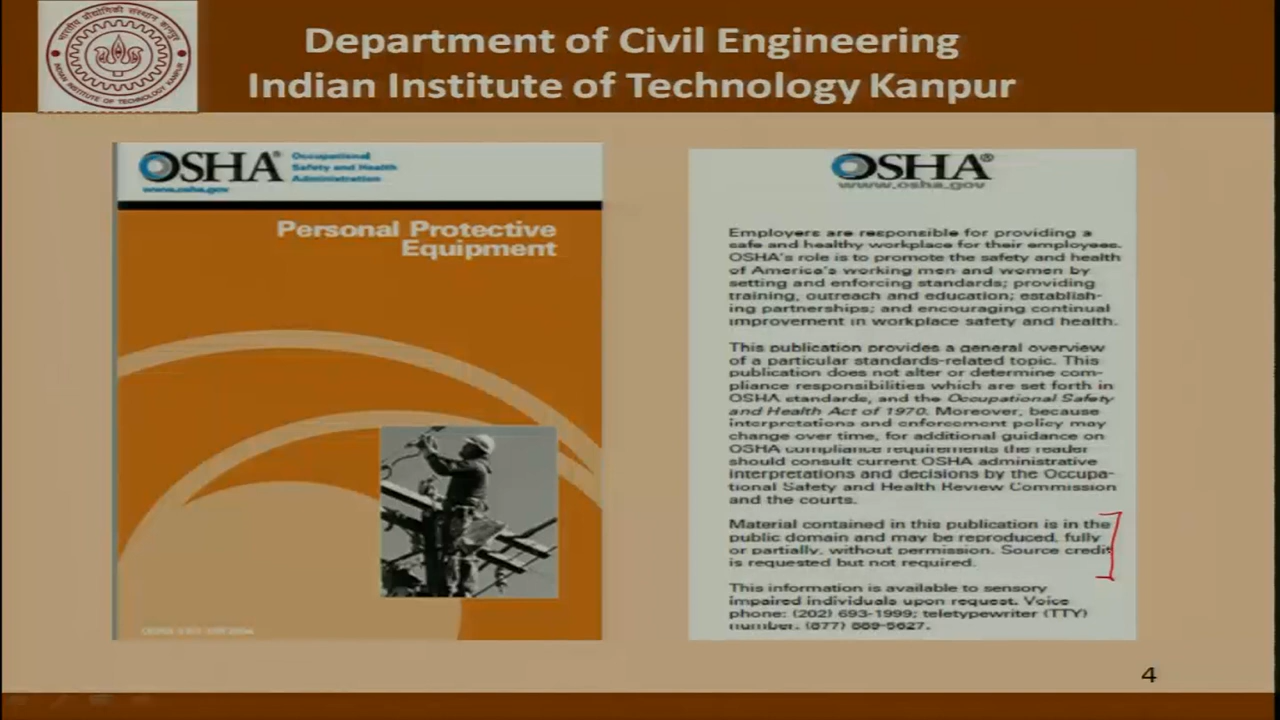 Department of Civil Engineering
Indian Institute of Technology Kanpur
भारतीय प्रौद्योगिकी संस्थान कानपुर
INDIAN INSTITUTE OF TECHNOLOGY KANPUR
OSHA® Occupational
Safety and Health
Administration
www.osha.gov
Personal Protective
Equipment
OSHA®
www.osha.gov
Employers are responsible for providing a
safe and healthy workplace for their employees.
OSHA's role is to promote the safety and health
of America's working men and women by
setting and enforcing standards; providing
training, outreach and education; establish-
ing partnerships; and encouraging continual
improvement in workplace safety and health.
This publication provides a general overview
of a particular standards-related topic. This
publication does not alter or determine com-
pliance responsibilities which are set forth in
OSHA standards, and the Occupational Safety
and Health Act of 1970. Moreover, because
interpretations and enforcement policy may
change over time, for additional guidance on
OSHA compliance requirements the reader
should consult current OSHA administrative
interpretations and decisions by the Occupa-
tional Safety and Health Review Commission
and the courts.
Material contained in this publication is in the
public domain and may be reproduced, fully
or partially, without permission. Source credit
is requested but not required.
This information is available to sensory
impaired individuals upon request. Voice
phone: (202) 693-1999; teletypewriter (TTY)
number: (877) 889-5627.
4